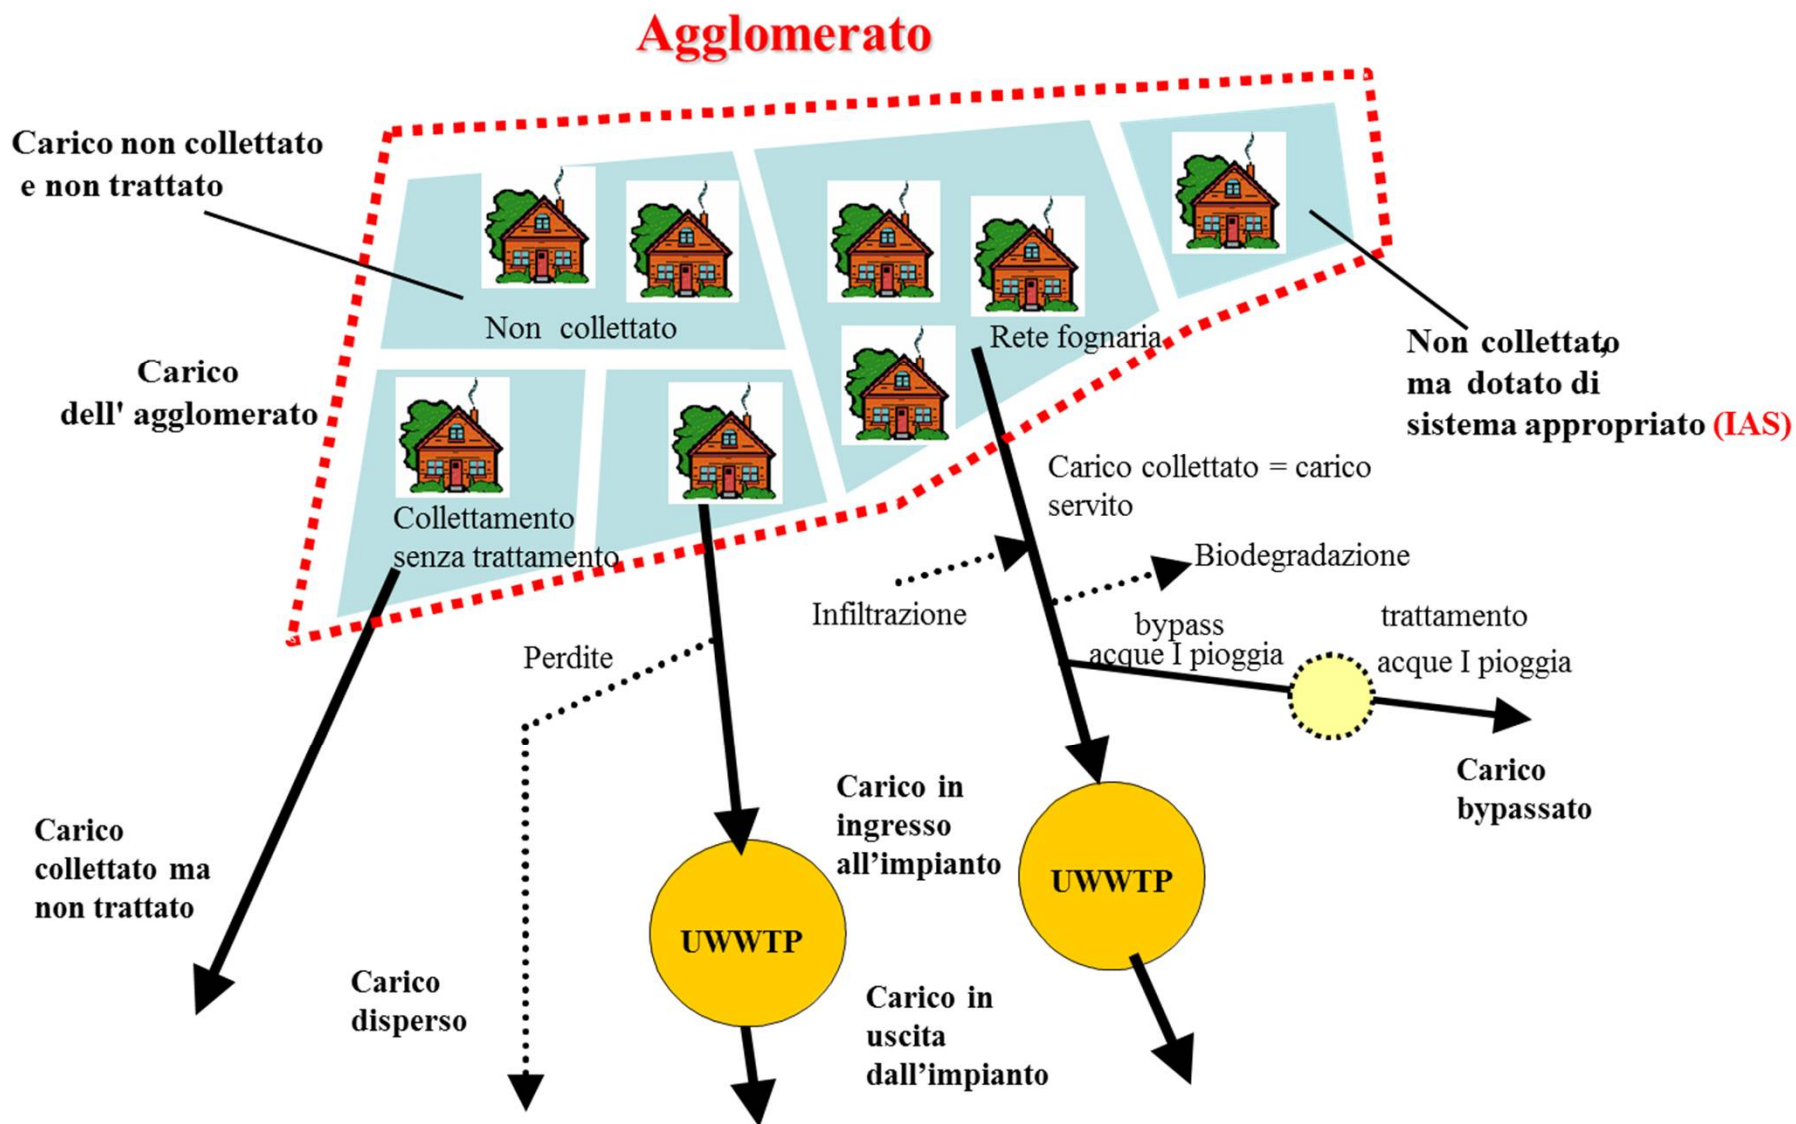 Agglomerato
Carico non collettato
e non trattato
Non collettato
Rete fognaria
Carico
dell' agglomerato
Non collettato,
ma dotato di
sistema appropriato (IAS)
Collettamento
senza trattamento
Carico collettato = carico
servito
Biodegradazione
Infiltrazione
bypass
acque I pioggia
trattamento
acque I pioggia
Perdite
Carico
bypassato
Carico in
ingresso
all’impianto
Carico
collettato ma
non trattato
UWWTP
UWWTP
Carico
disperso
Carico in
uscita
dall’impianto